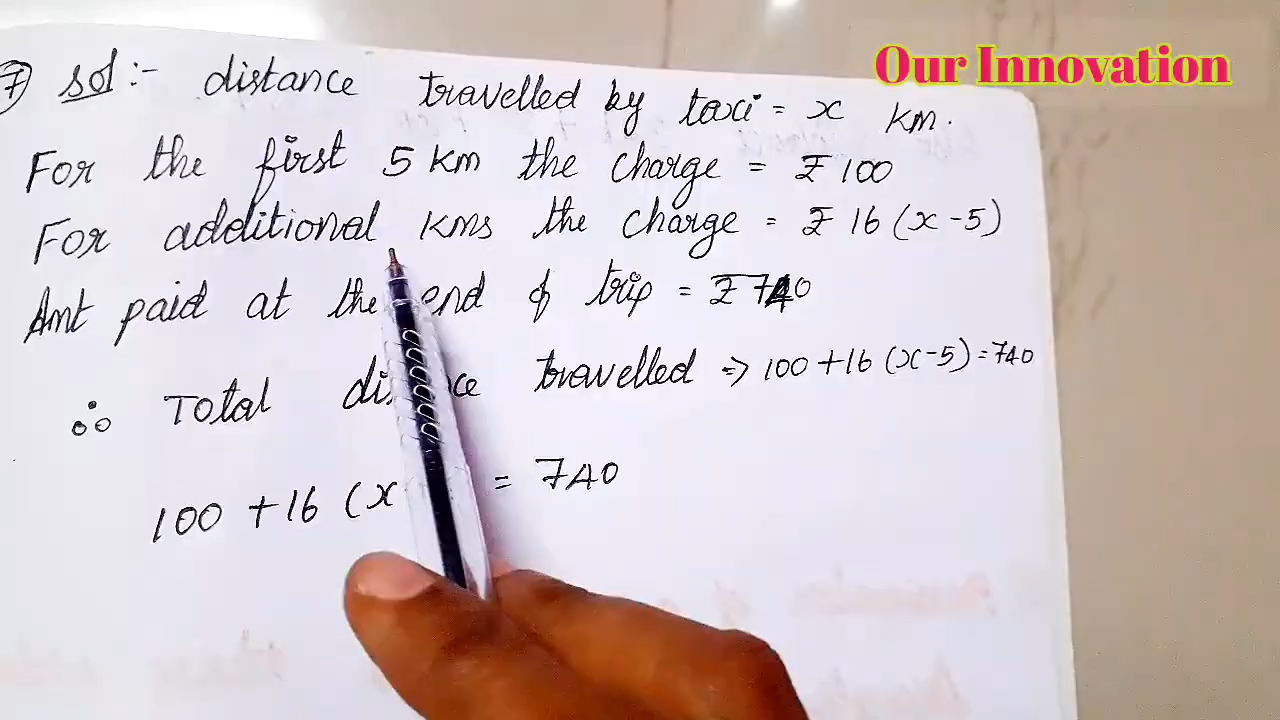 Our Innovation
7 Sol :- distance travelled by taxi = x km.
For the first 5 km the charge = ₹ 100
For additional kms the charge = ₹ 16 (x - 5)
Amt paid at the end of trip = ₹ 740
∴ Total distance travelled => 100 + 16 (x - 5) = 740
100 + 16 (x = 740